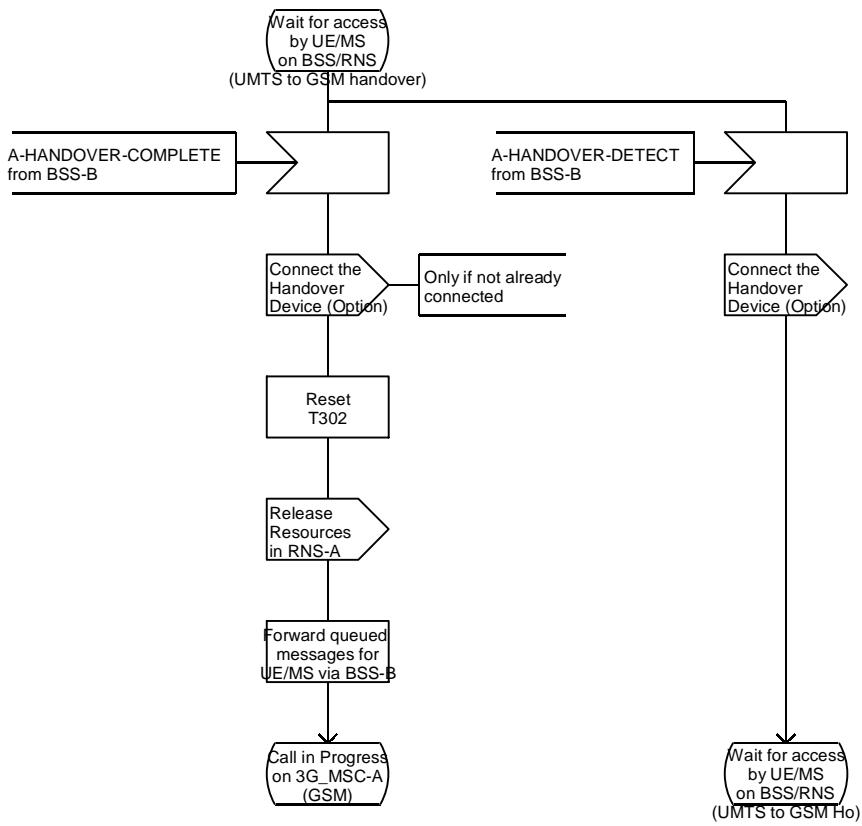 Wait for access
by UE/MS
on BSS/RNS
(UMTS to GSM handover)
A-HANDOVER-COMPLETE
from BSS-B
A-HANDOVER-DETECT
from BSS-B
Connect the
Handover
Device (Option)
Only if not already
connected
Connect the
Handover
Device (Option)
Reset
T302
Release
Resources
in RNS-A
Forward queued
messages for
UE/MS via BSS-B
Call in Progress
on 3G_MSC-A
(GSM)
Wait for access
by UE/MS
on BSS/RNS
(UMTS to GSM Ho)